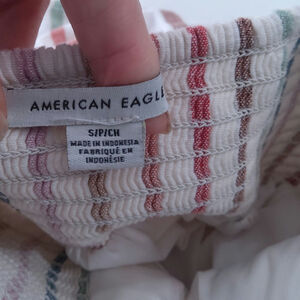 AMERICAN EAGLE
S/P/CH
MADE IN INDONESIA
FABRIQUÉ EN
INDONÉSIE